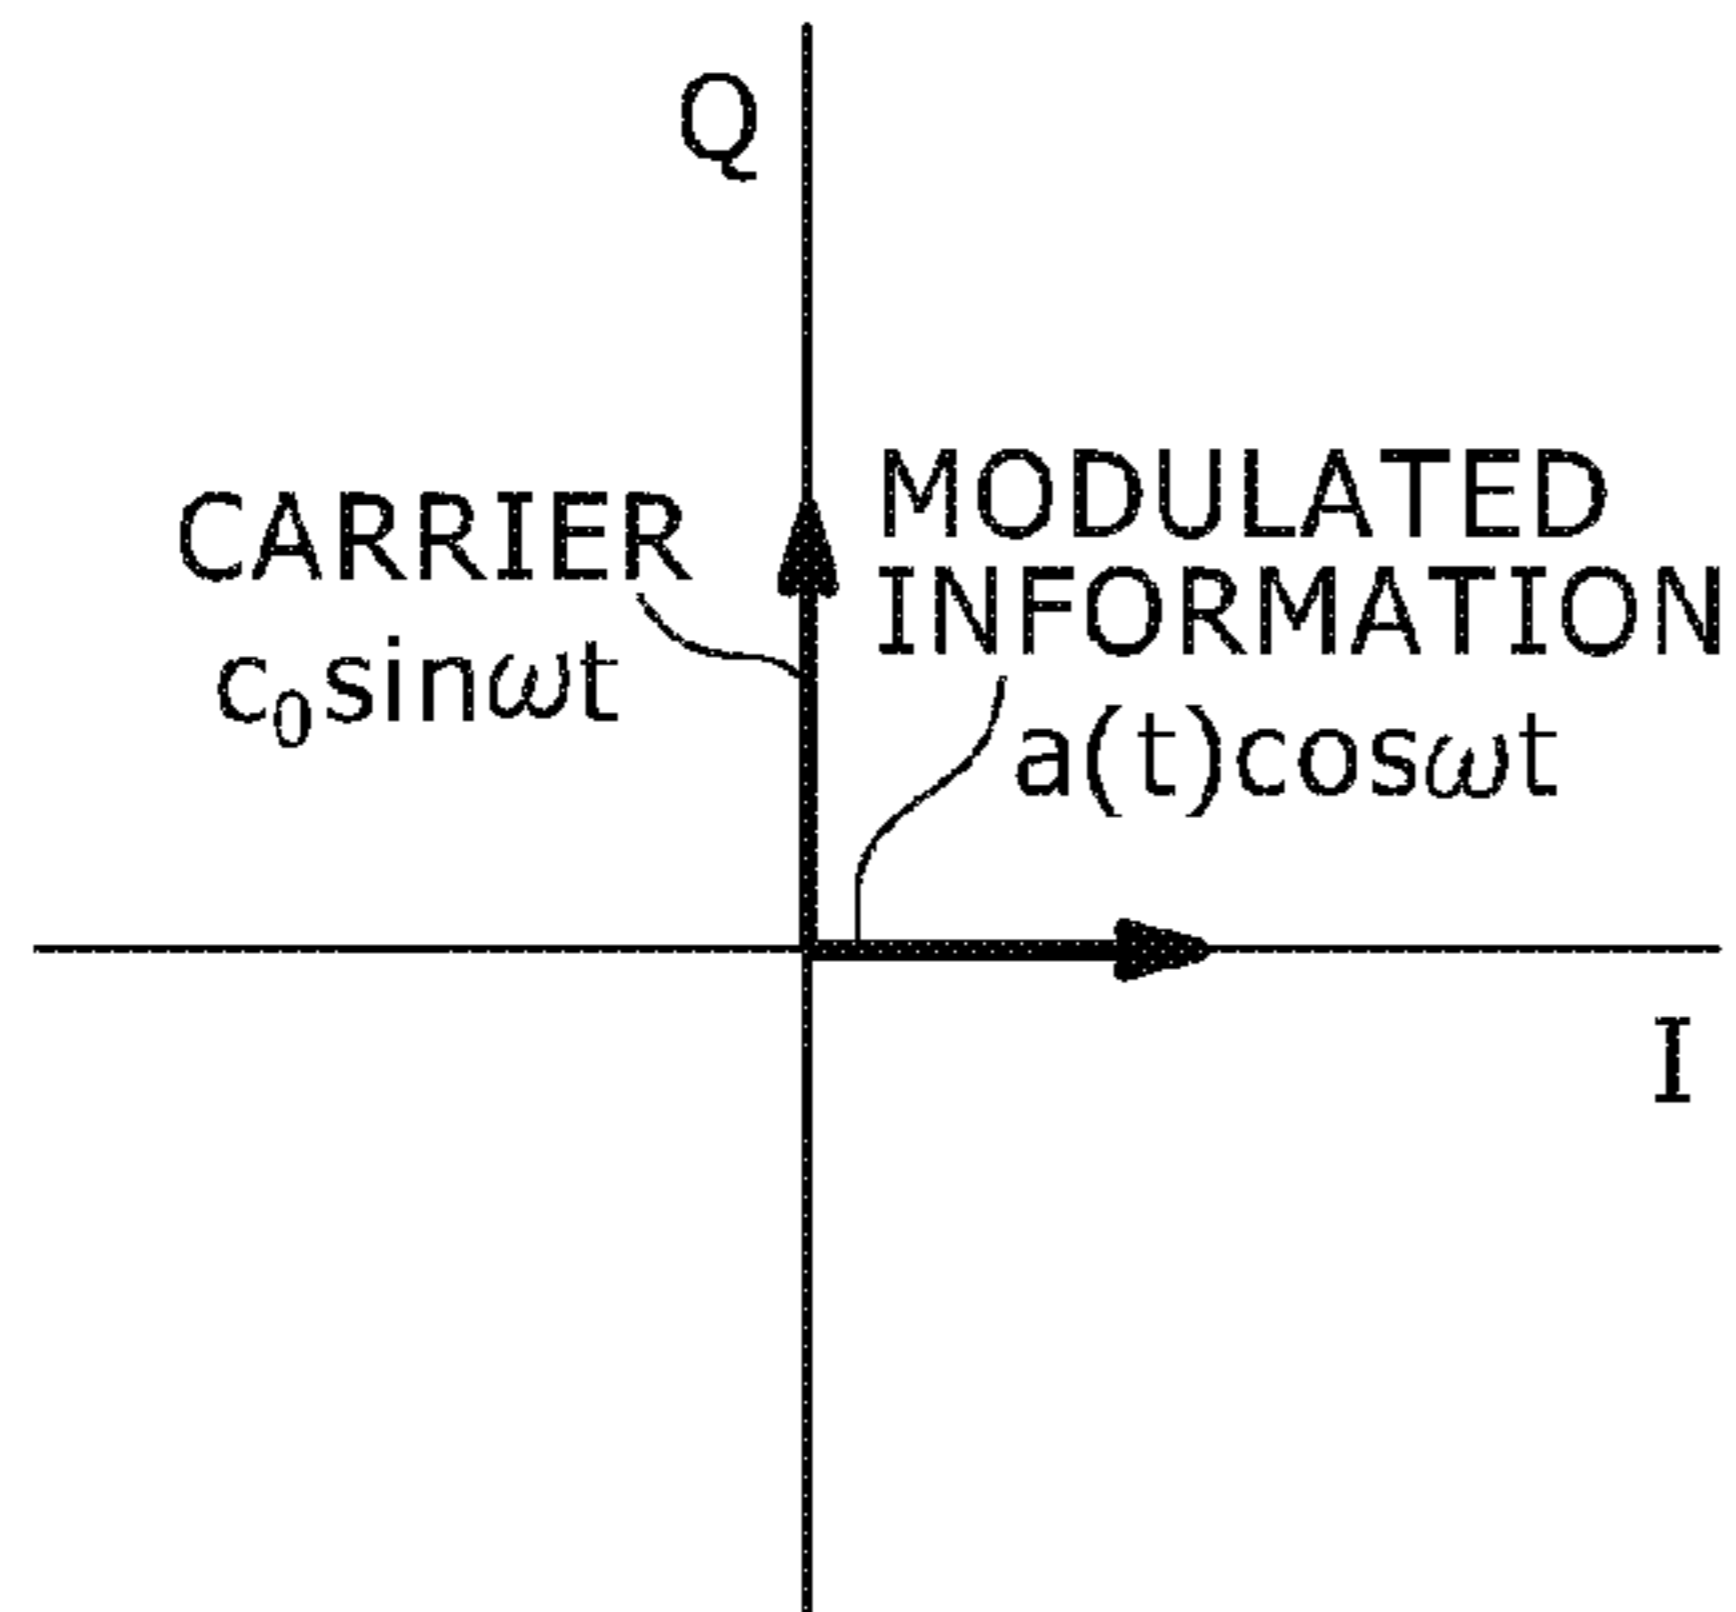 Q
CARRIER
c₀sinωt
MODULATED
INFORMATION
a(t)cosωt
I